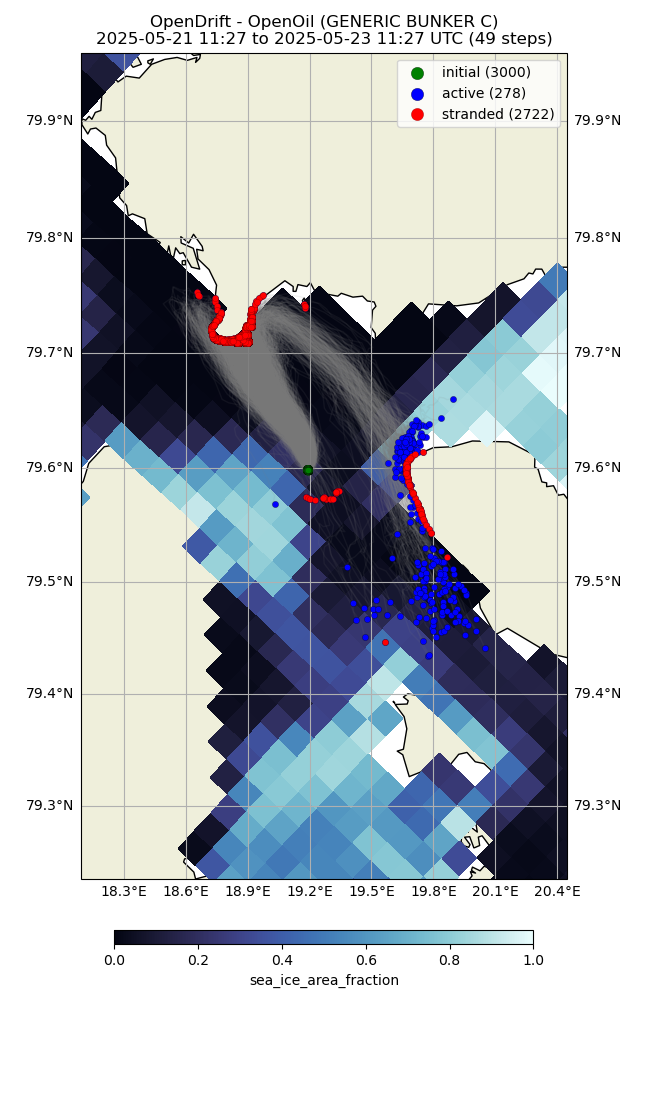 OpenDrift - OpenOil (GENERIC BUNKER C)
2025-05-21 11:27 to 2025-05-23 11:27 UTC (49 steps)
initial (3000)
active (278)
stranded (2722)
79.9°N 79.9°N
79.8°N 79.8°N
79.7°N 79.7°N
79.6°N 79.6°N
79.5°N 79.5°N
79.4°N 79.4°N
79.3°N 79.3°N
18.3°E 18.6°E 18.9°E 19.2°E 19.5°E 19.8°E 20.1°E 20.4°E
0.0 0.2 0.4 0.6 0.8 1.0
sea_ice_area_fraction